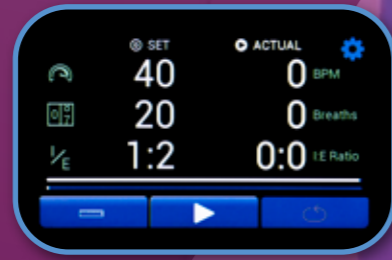 SET ACTUAL
40 0 BPM
20 0 Breaths
I/E 1:2 0:0 I:E Ratio